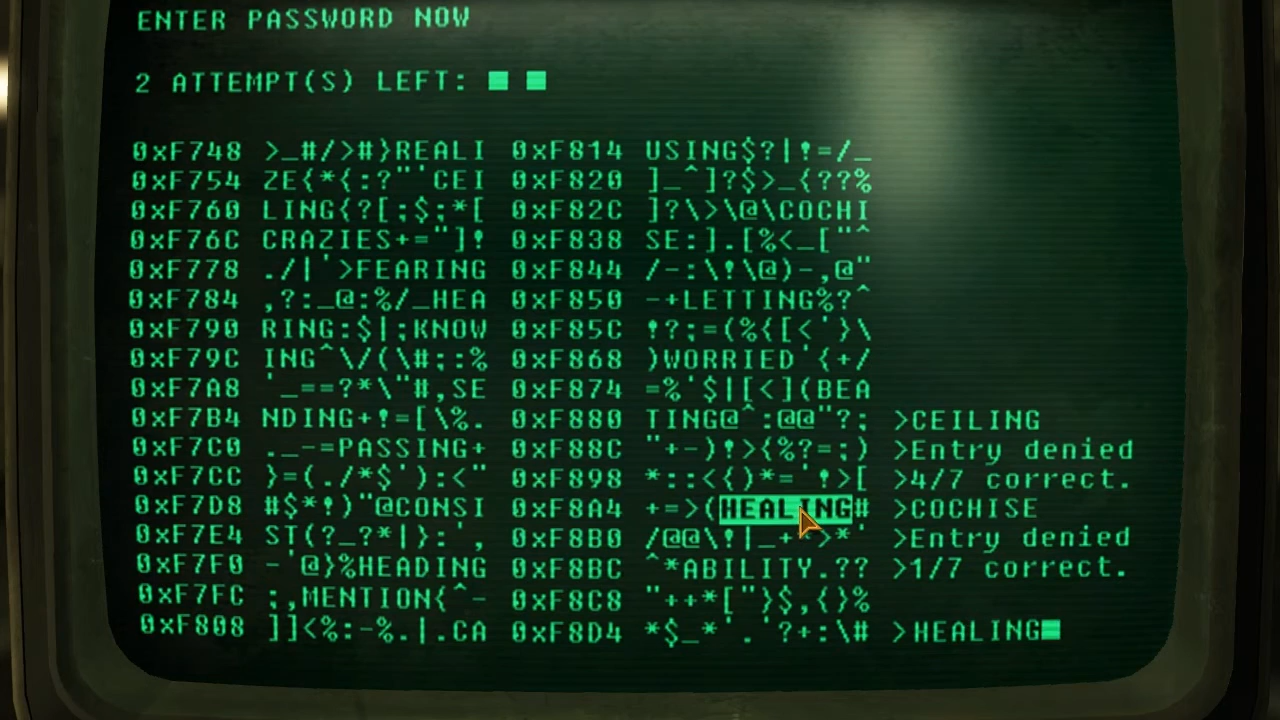 ENTER PASSWORD NOW
2 ATTEMPT(S) LEFT: ■ ■
0xF748 >_#/>#}REALI 0xF814 USING$?|!=/_
0xF754 ZE{*{:?"'CEI 0xF820 ]_^]?$>_{??%
0xF760 LING{?[;$;*[ 0xF82C ]?\>\@\COCHI
0xF76C CRAZIES+="]! 0xF838 SE:].[%<_["^
0xF778 ./|'>FEARING 0xF844 /-:\!\@)-,@"
0xF784 ,?:_@:%/_HEA 0xF850 -+LETTING%?^
0xF790 RING:$|;KNOW 0xF85C !?;=(%{[<'}\
0xF79C ING^\/(\#;:% 0xF868 )WORRIED'{+/
0xF7A8 '_==?*\"#,SE 0xF874 =%'$|[<](BEA
0xF7B4 NDING+!=[\%. 0xF880 TING@^:@@"?; >CEILING
0xF7C0 ._-=PASSING+ 0xF88C "+-)!>{%?=;) >Entry denied
0xF7CC }=(./*$'):<" 0xF898 *::<{)*='!>[ >4/7 correct.
0xF7D8 #$*!)"@CONSI 0xF8A4 +=>(HEALING# >COCHISE
0xF7E4 ST(?_?*|}:', 0xF8B0 /@@\!|_+ >*' >Entry denied
0xF7F0 -'@}%HEADING 0xF8BC ^*ABILITY.?? >1/7 correct.
0xF7FC ;,MENTION{^- 0xF8C8 "++*["}$,{}%
0xF808 ]]<%:-%.|.CA 0xF8D4 *$_*'.'?+:\# >HEALING■